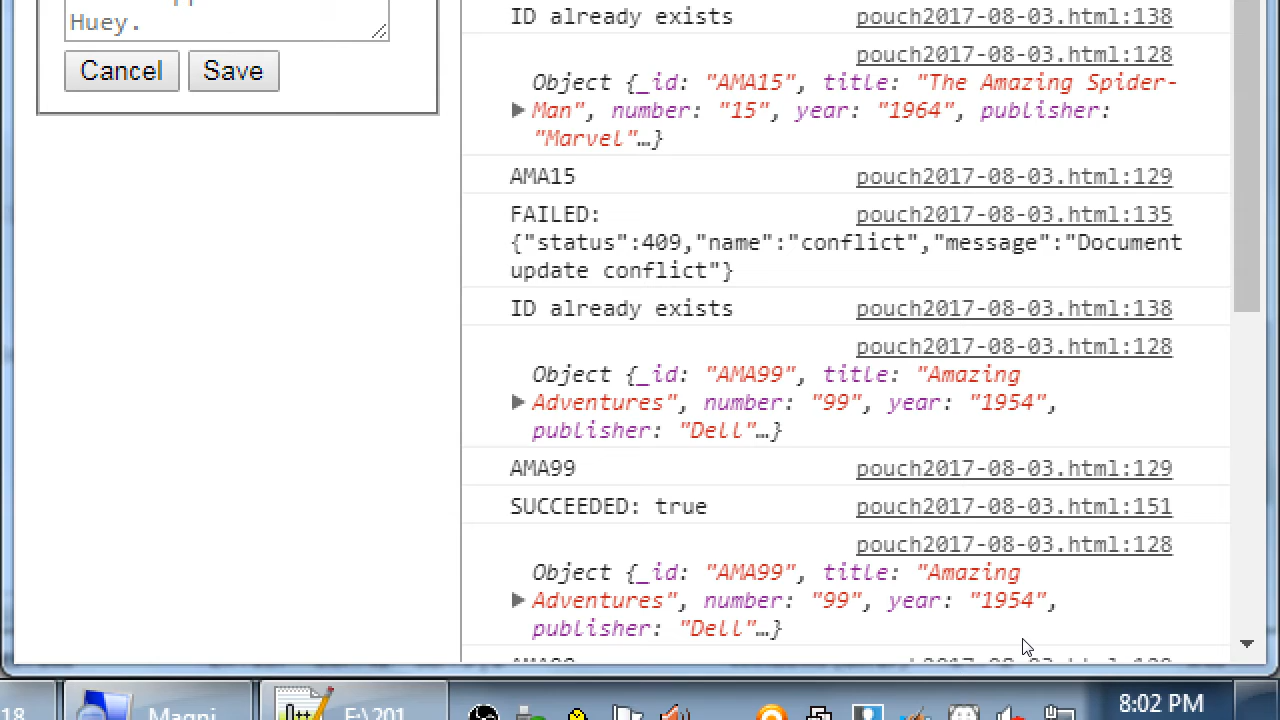 Huey.
Cancel Save
ID already exists pouch2017-08-03.html:138
pouch2017-08-03.html:128
Object {_id: "AMA15", title: "The Amazing Spider-
Man", number: "15", year: "1964", publisher:
"Marvel"…}
AMA15 pouch2017-08-03.html:129
FAILED: pouch2017-08-03.html:135
{"status":409,"name":"conflict","message":"Document
update conflict"}
ID already exists pouch2017-08-03.html:138
pouch2017-08-03.html:128
Object {_id: "AMA99", title: "Amazing
Adventures", number: "99", year: "1954",
publisher: "Dell"…}
AMA99 pouch2017-08-03.html:129
SUCCEEDED: true pouch2017-08-03.html:151
pouch2017-08-03.html:128
Object {_id: "AMA99", title: "Amazing
Adventures", number: "99", year: "1954",
publisher: "Dell"…}
18 Magni F:\201 8:02 PM